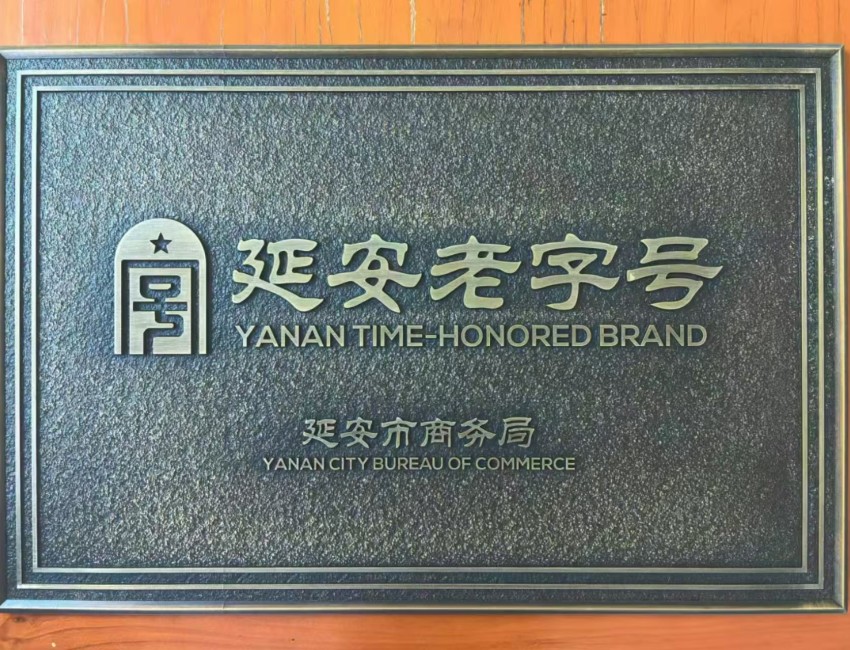 延安老字号
YANAN TIME-HONORED BRAND
延安市商务局
YANAN CITY BUREAU OF COMMERCE